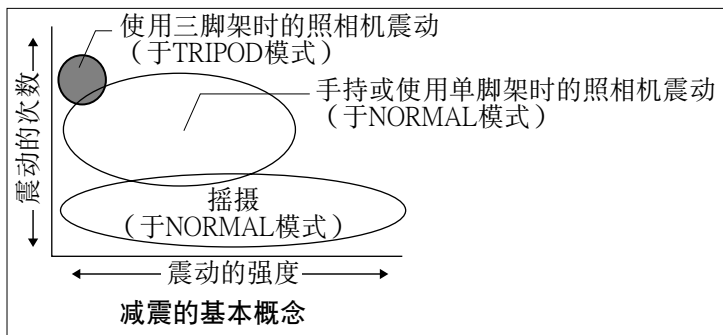 使用三脚架时的照相机震动
（于TRIPOD模式）
手持或使用单脚架时的照相机震动
（于NORMAL模式）
震动的次数
摇摄
（于NORMAL模式）
震动的强度
减震的基本概念